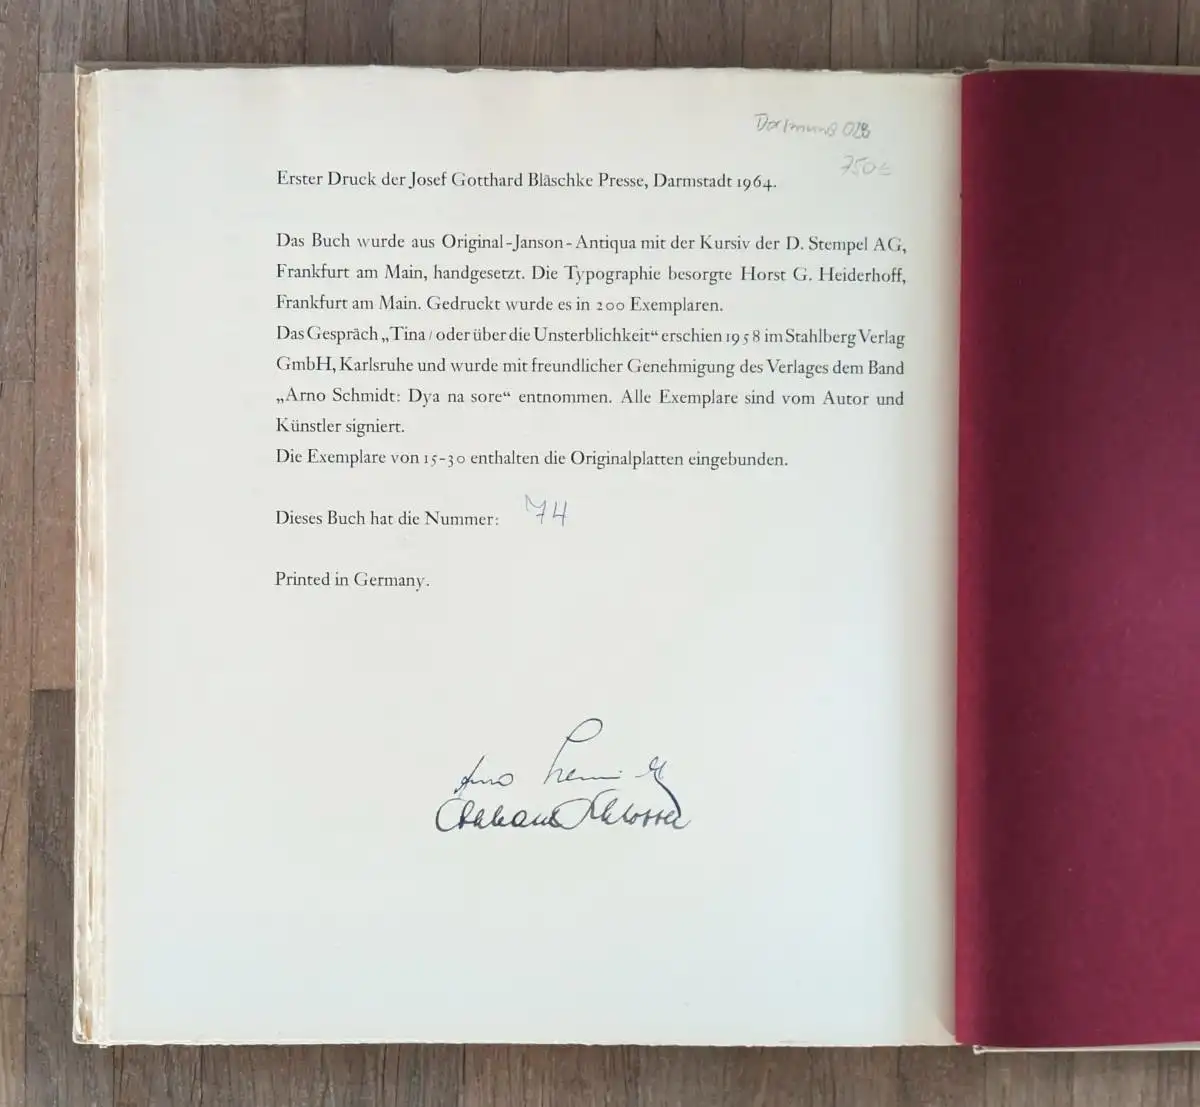 Dortmund
750
Erster Druck der Josef Gotthard Bläschke Presse, Darmstadt 1964.
Das Buch wurde aus Original-Janson-Antiqua mit der Kursiv der D. Stempel AG,
Frankfurt am Main, handgesetzt. Die Typographie besorgte Horst G. Heiderhoff,
Frankfurt am Main. Gedruckt wurde es in 200 Exemplaren.
Das Gespräch „Tina / oder über die Unsterblichkeit“ erschien 1958 im Stahlberg Verlag
GmbH, Karlsruhe und wurde mit freundlicher Genehmigung des Verlages dem Band
„Arno Schmidt: Dya na sore“ entnommen. Alle Exemplare sind vom Autor und
Künstler signiert.
Die Exemplare von 15-30 enthalten die Originalplatten eingebunden.
Dieses Buch hat die Nummer: 74
Printed in Germany.
Arno Schmidt